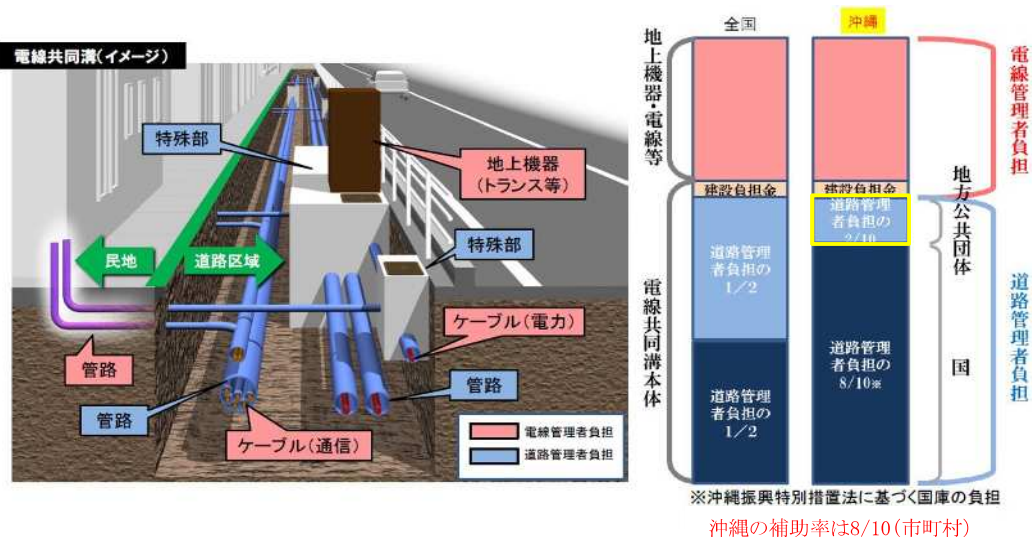 電線共同溝(イメージ)
特殊部
地上機器
(トランス等)
特殊部
民地
道路区域
ケーブル(電力)
管路
管路
管路
ケーブル(通信)
電線管理者負担
道路管理者負担
全国
沖縄
地上機器・電線等
電線共同溝本体
建設負担金
道路管理
者負担の
1/2
道路管理
者負担の
1/2
建設負担金
道路管理
者負担の
2/10
道路管理
者負担の
8/10※
地方公共団体
国
電線管理者負担
道路管理者負担
※沖縄振興特別措置法に基づく国庫の負担
沖縄の補助率は8/10(市町村)